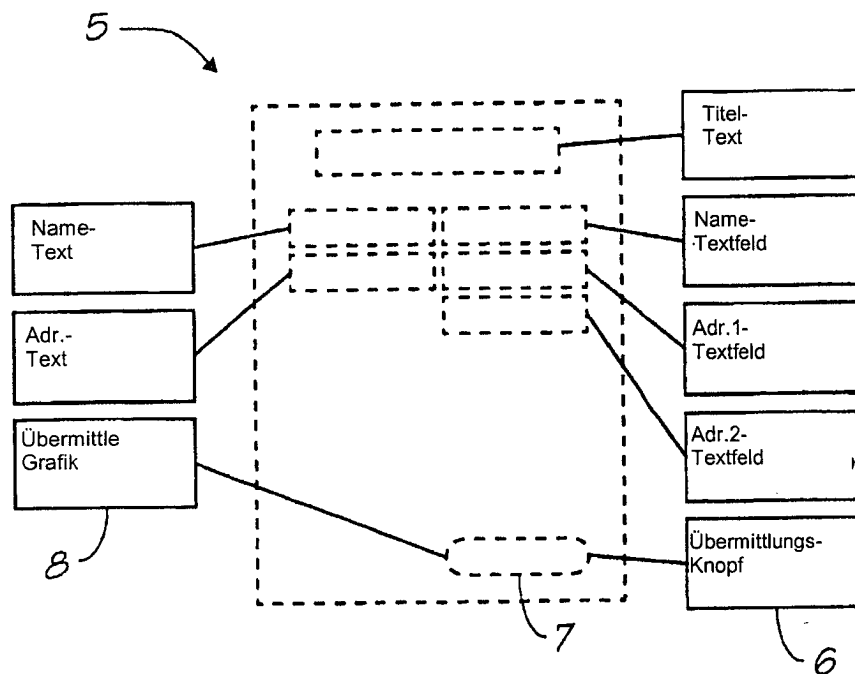 5
Titel-
Text
Name-
Text
Name-
Textfeld
Adr.-
Text
Adr.1-
Textfeld
Übermittle
Grafik
Adr.2-
Textfeld
Übermittlungs-
Knopf
8
7
6